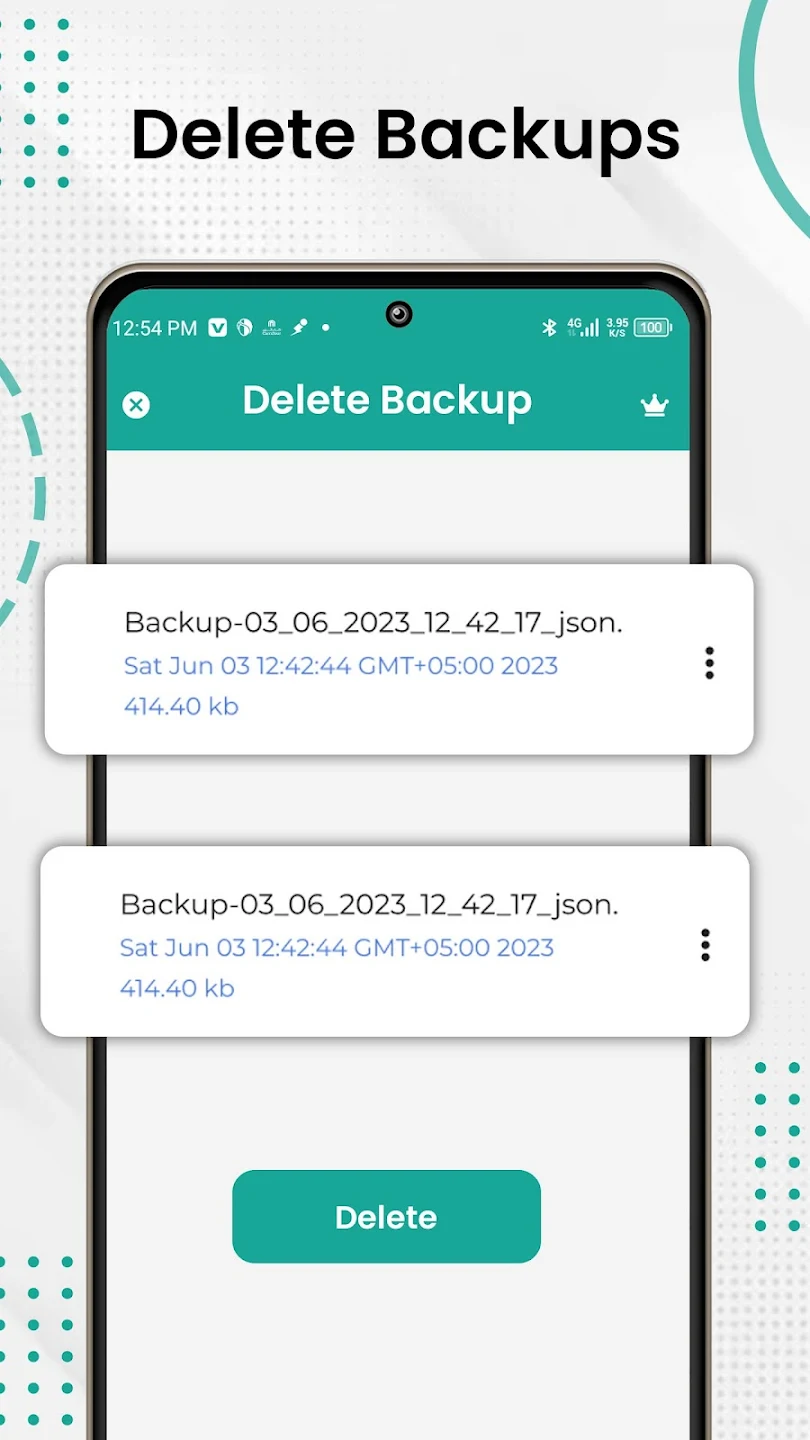 Delete Backups
12:54 PM
4G
3.95
K/S
100
Delete Backup
Backup-03_06_2023_12_42_17_json.
Sat Jun 03 12:42:44 GMT+05:00 2023
414.40 kb
Backup-03_06_2023_12_42_17_json.
Sat Jun 03 12:42:44 GMT+05:00 2023
414.40 kb
Delete